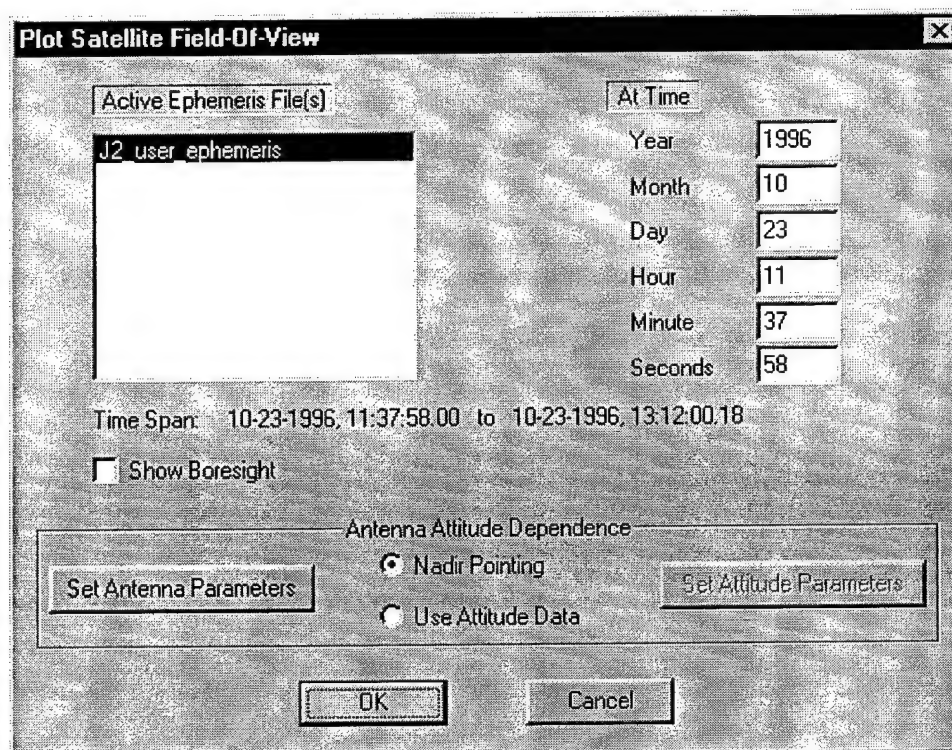 Plot Satellite Field-Of-View
Active Ephemeris File(s)
J2 user ephemeris
At Time
Year 1996
Month 10
Day 23
Hour 11
Minute 37
Seconds 58
Time Span: 10-23-1996, 11:37:58.00 to 10-23-1996, 13:12:00.18
Show Boresight
Antenna Attitude Dependence
Set Antenna Parameters
Nadir Pointing
Use Attitude Data
Set Attitude Parameters
OK
Cancel